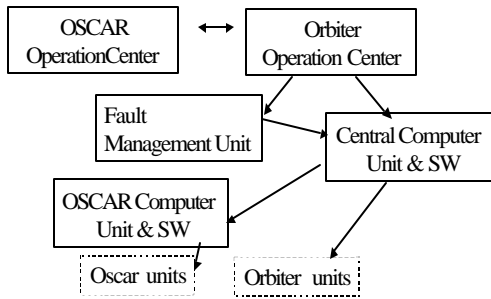 OSCAR
OperationCenter
Orbiter
Operation Center
Fault
Management Unit
Central Computer
Unit & SW
OSCAR Computer
Unit & SW
Oscar units
Orbiter units